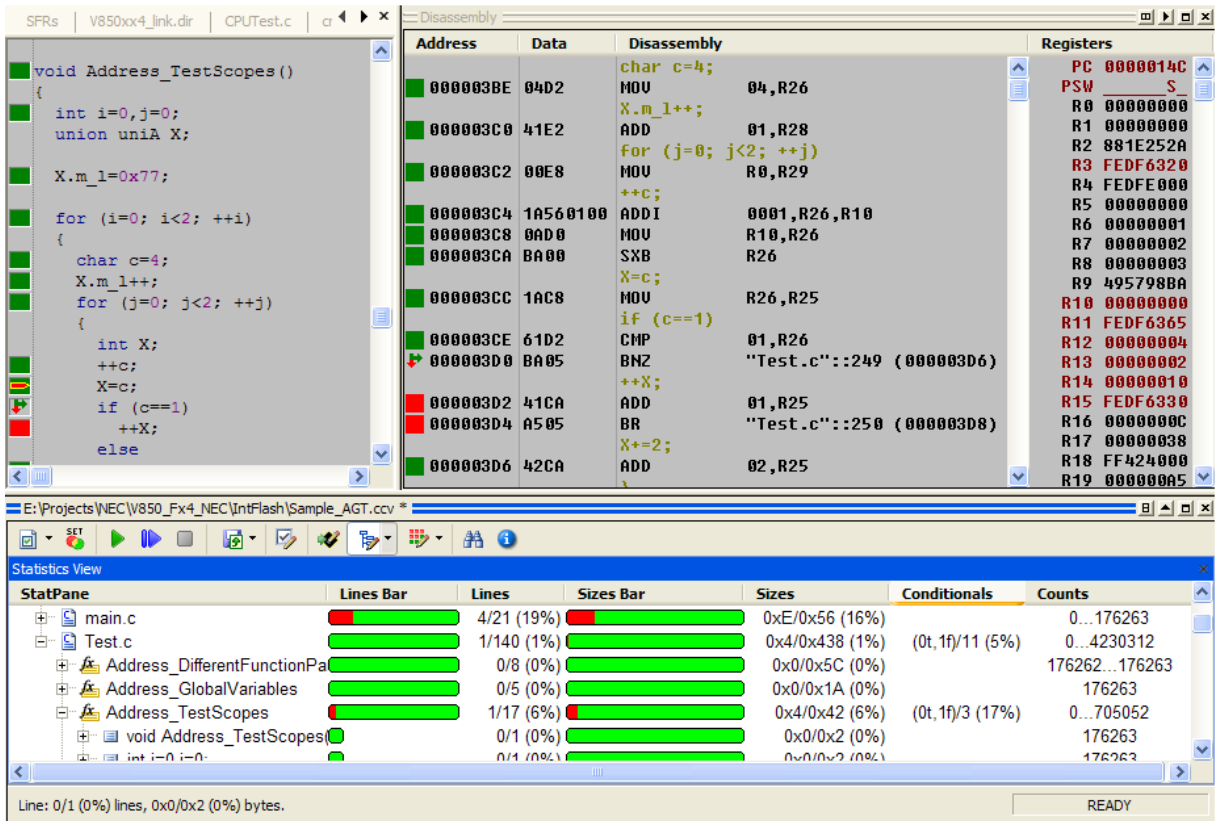 SFRs V850xx4_link.dir CPUTest.c
void Address_TestScopes()
{
int i=0,j=0;
union uniA X;
X.m_l=0x77;
for (i=0; i<2; ++i)
{
char c=4;
X.m_l++;
for (j=0; j<2; ++j)
{
int X;
++c;
X=c;
if (c==1)
++X;
else
Disassembly
Address Data Disassembly Registers
char c=4;
000003BE 04D2 MOV 04,R26
X.m_l++;
000003C0 41E2 ADD 01,R28
for (j=0; j<2; ++j)
000003C2 00E8 MOV R0,R29
++c;
000003C4 1A560100 ADDI 0001,R26,R10
000003C8 0AD0 MOV R10,R26
000003CA BA00 SXB R26
X=c;
000003CC 1AC8 MOV R26,R25
if (c==1)
000003CE 61D2 CMP 01,R26
000003D0 BA05 BNZ "Test.c"::249 (000003D6)
++X;
000003D2 41CA ADD 01,R25
000003D4 A505 BR "Test.c"::250 (000003D8)
X+=2;
000003D6 42CA ADD 02,R25
}
PC 0000014C
PSW ______S_
R0 00000000
R1 00000000
R2 881E252A
R3 FEDF6320
R4 FEDFE000
R5 00000000
R6 00000001
R7 00000002
R8 00000003
R9 495798BA
R10 00000000
R11 FEDF6365
R12 00000004
R13 00000002
R14 00000010
R15 FEDF6330
R16 0000000C
R17 00000038
R18 FF424000
R19 000000A5
E:\Projects\NEC\V850_Fx4_NEC\IntFlash\Sample_AGT.ccv *
SET
Statistics View
StatPane Lines Bar Lines Sizes Bar Sizes Conditionals Counts
main.c 4/21 (19%) 0xE/0x56 (16%) 0...176263
Test.c 1/140 (1%) 0x4/0x438 (1%) (0t,1f)/11 (5%) 0...4230312
Address_DifferentFunctionPa 0/8 (0%) 0x0/0x5C (0%) 176262...176263
Address_GlobalVariables 0/5 (0%) 0x0/0x1A (0%) 176263
Address_TestScopes 1/17 (6%) 0x4/0x42 (6%) (0t,1f)/3 (17%) 0...705052
void Address_TestScopes( 0/1 (0%) 0x0/0x2 (0%) 176263
int i=0,j=0; 0/1 (0%) 0x0/0x2 (0%) 176263
Line: 0/1 (0%) lines, 0x0/0x2 (0%) bytes. READY